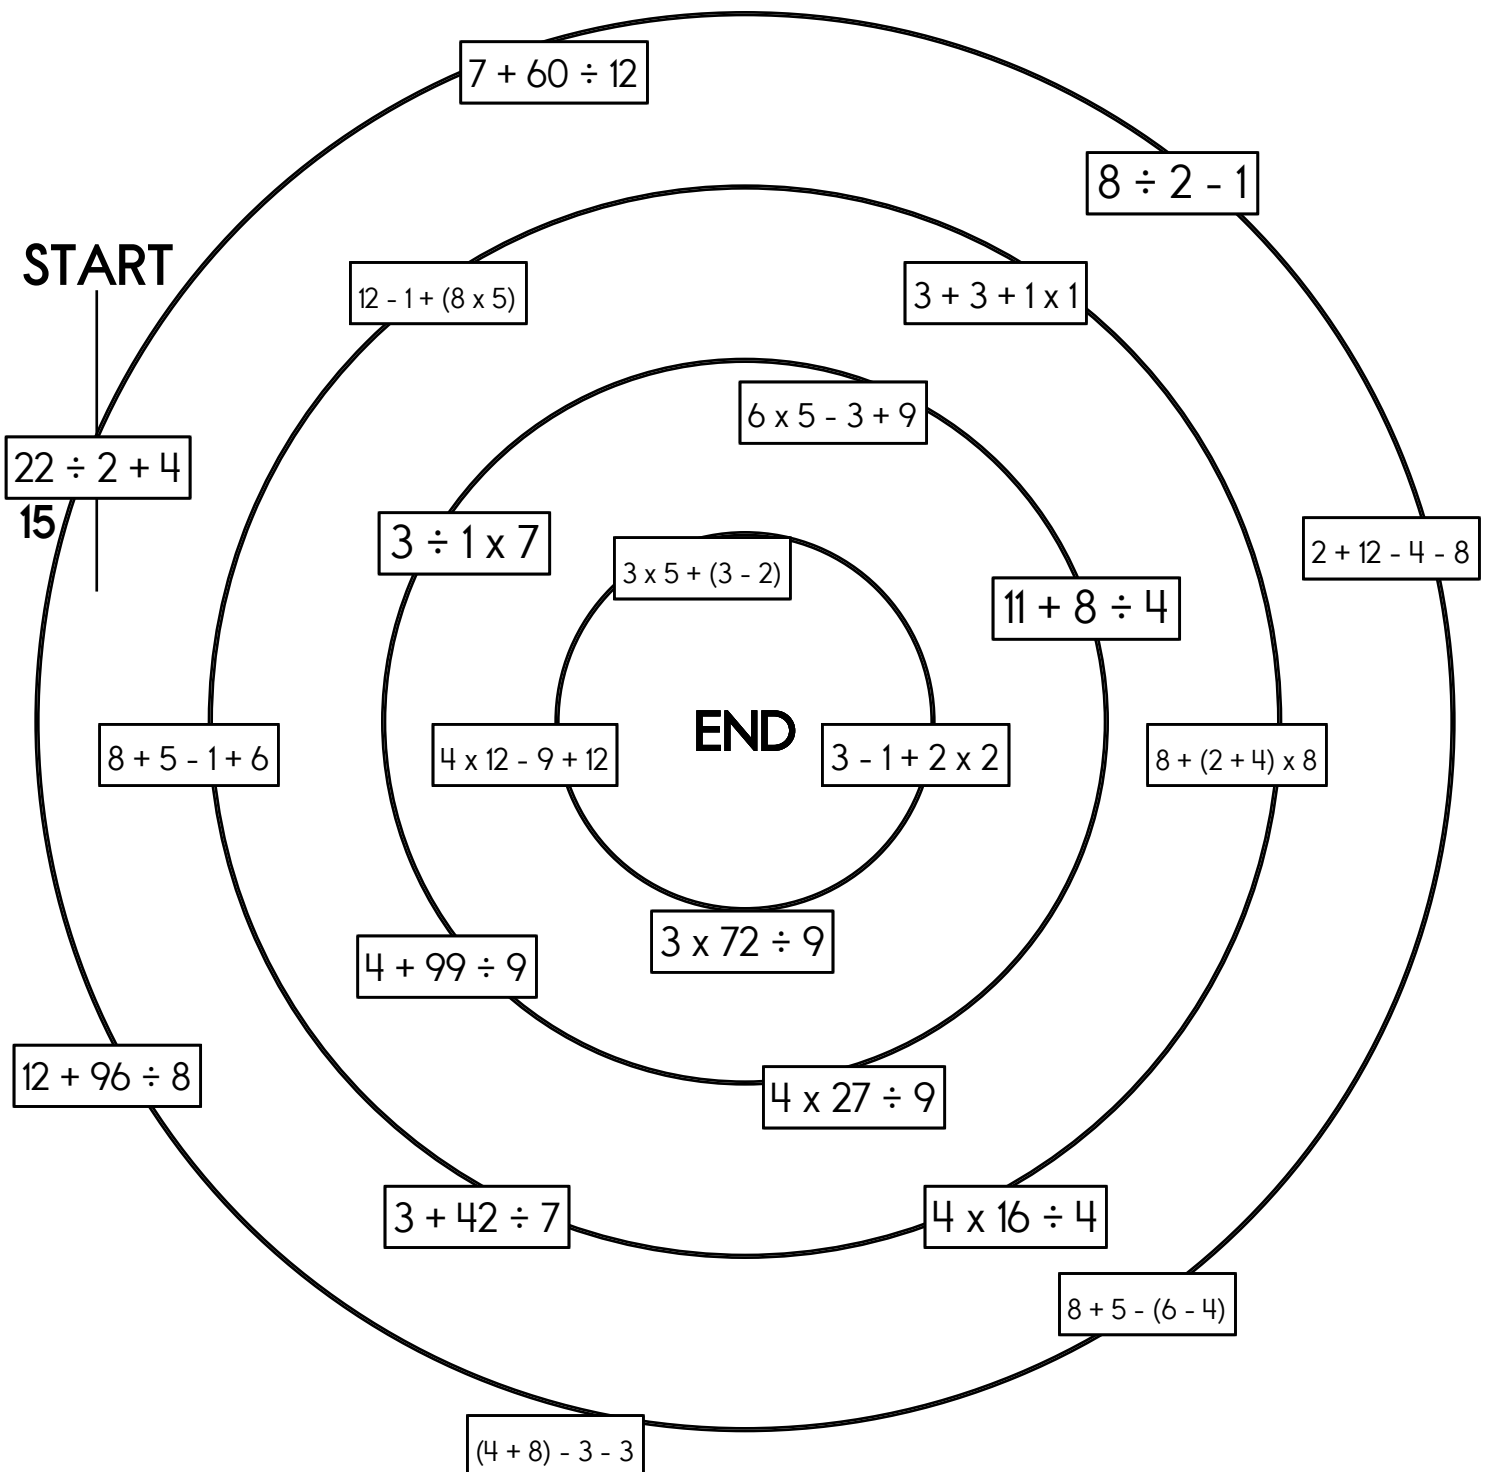 7 + 60 ÷ 12
8 ÷ 2 - 1
START
12 - 1 + (8 x 5)
3 + 3 + 1 x 1
6 x 5 - 3 + 9
22 ÷ 2 + 4
15
3 ÷ 1 x 7
2 + 12 - 4 - 8
3 x 5 + (3 - 2)
11 + 8 ÷ 4
END
8 + 5 - 1 + 6
4 x 12 - 9 + 12
3 - 1 + 2 x 2
8 + (2 + 4) x 8
3 x 72 ÷ 9
4 + 99 ÷ 9
12 + 96 ÷ 8
4 x 27 ÷ 9
3 + 42 ÷ 7
4 x 16 ÷ 4
8 + 5 - (6 - 4)
(4 + 8) - 3 - 3